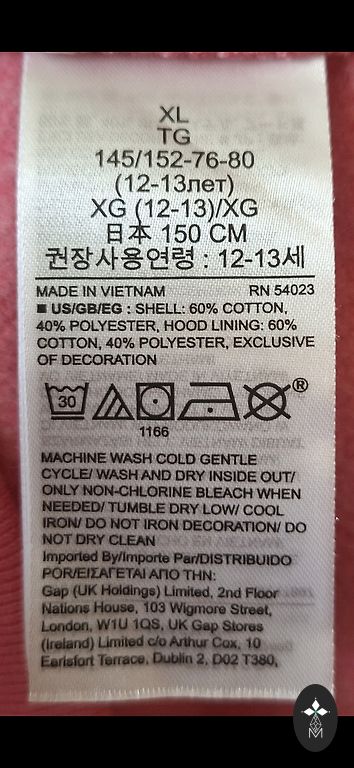 XL
TG
145/152-76-80
(12-13лет)
XG (12-13)/XG
日本 150 CM
권장사용연령 : 12-13세
MADE IN VIETNAM RN 54023
■ US/GB/EG : SHELL: 60% COTTON,
40% POLYESTER, HOOD LINING: 60%
COTTON, 40% POLYESTER, EXCLUSIVE
OF DECORATION
30 ®
1166
MACHINE WASH COLD GENTLE
CYCLE/ WASH AND DRY INSIDE OUT/
ONLY NON-CHLORINE BLEACH WHEN
NEEDED/ TUMBLE DRY LOW/ COOL
IRON/ DO NOT IRON DECORATION/ DO
NOT DRY CLEAN
Imported By/Importe Par/DISTRIBUIDO
POR/ΕΙΣΑΓΕΤΑΙ ΑΠΟ ΤΗΝ:
Gap (UK Holdings) Limited, 2nd Floor
Nations House, 103 Wigmore Street,
London, W1U 1QS, UK Gap Stores
(Ireland) Limited c/o Arthur Cox, 10
Earlsfort Terrace, Dublin 2, D02 T380,
M